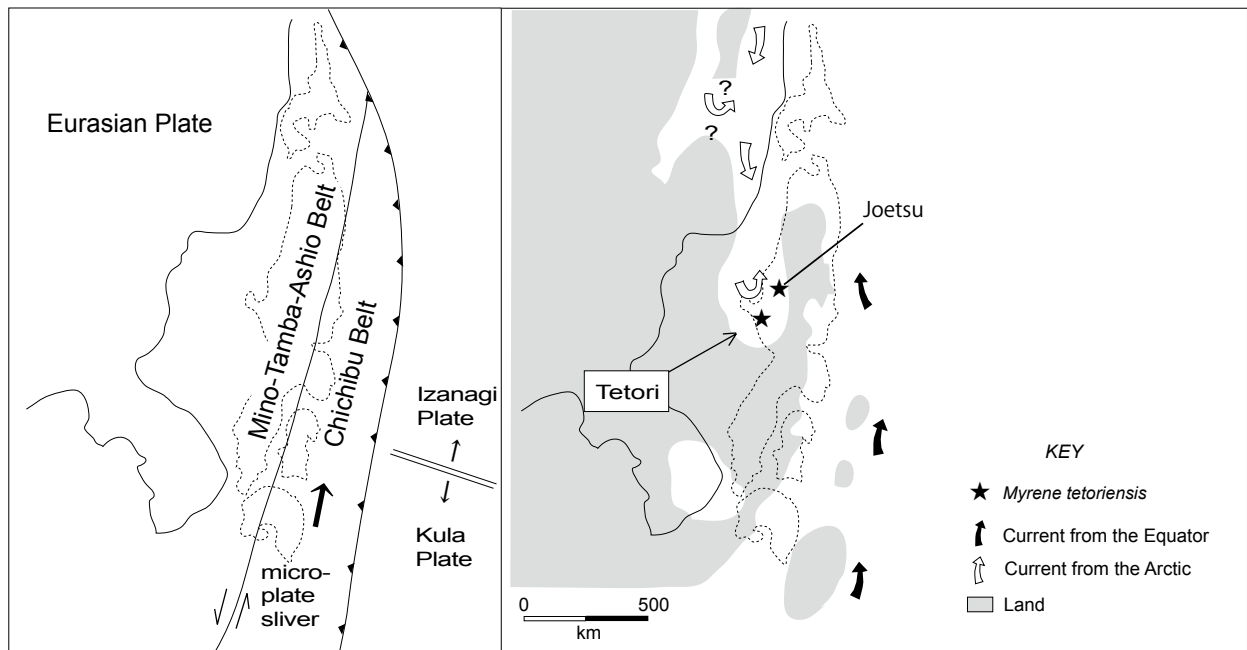 Eurasian Plate
Mino-Tamba-Ashio Belt
Chichibu Belt
Izanagi
Plate
Kula
Plate
micro-
plate
sliver
?
?
Joetsu
Tetori
KEY
Myrene tetoriensis
Current from the Equator
Current from the Arctic
Land
0 500
km